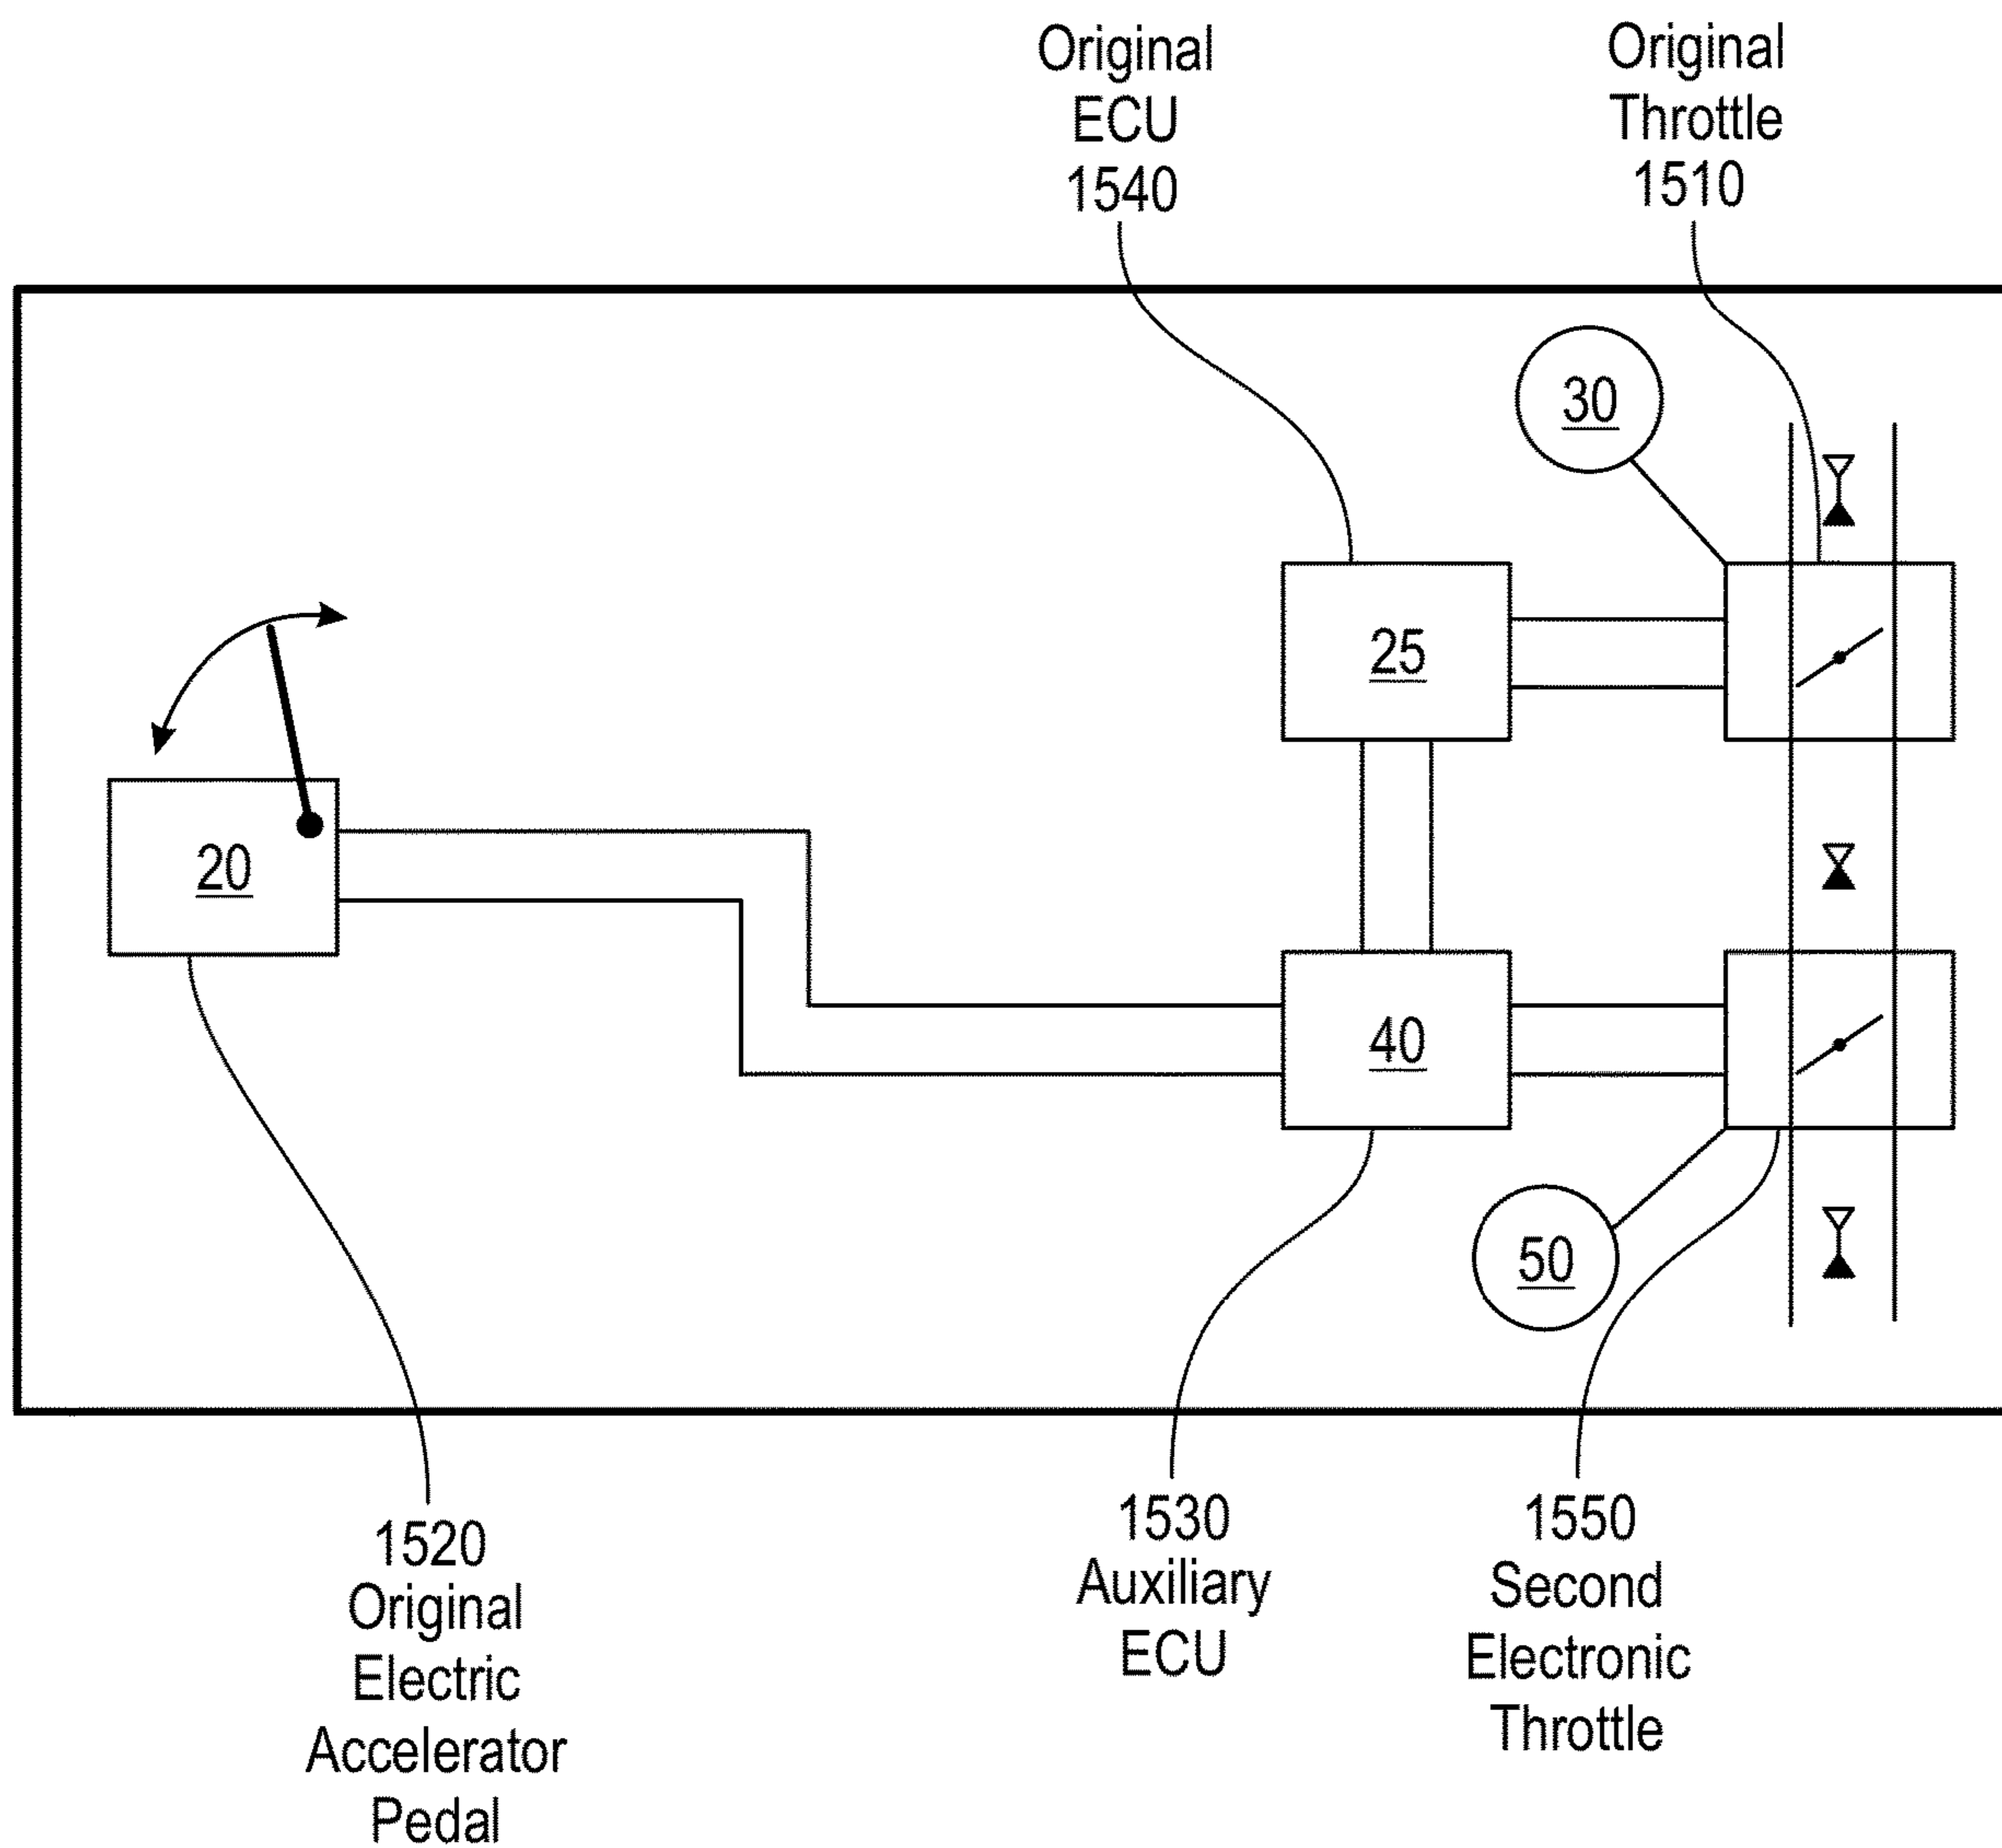 Original
ECU
1540
Original
Throttle
1510
30
25
20
40
50
1520
Original
Electric
Accelerator
Pedal
1530
Auxiliary
ECU
1550
Second
Electronic
Throttle